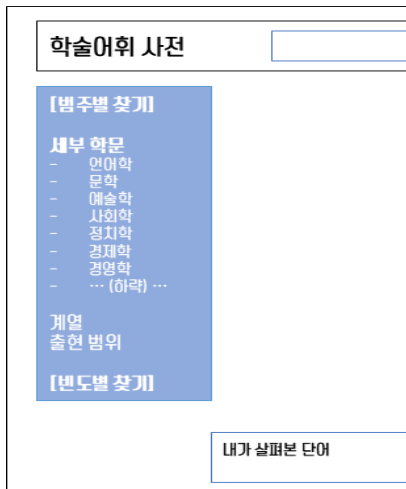 학술어휘 사전
[범주별 찾기]
세부 학문
- 언어학
- 문학
- 예술학
- 사회학
- 정치학
- 경제학
- 경영학
- … (하략) …
계열
출현 범위
[빈도별 찾기]
내가 살펴본 단어